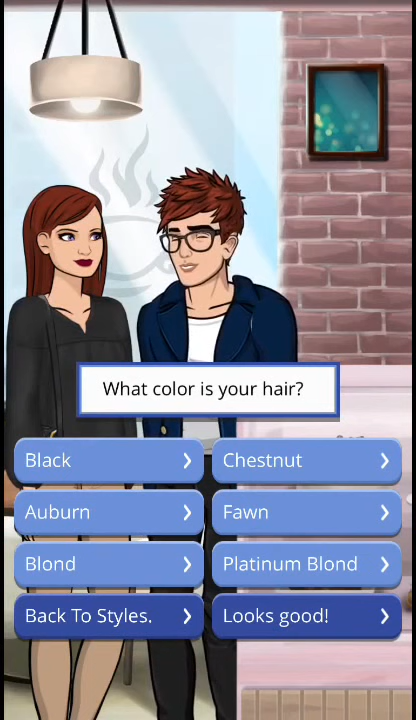 What color is your hair?
Black
Chestnut
Auburn
Fawn
Blond
Platinum Blond
Back To Styles.
Looks good!